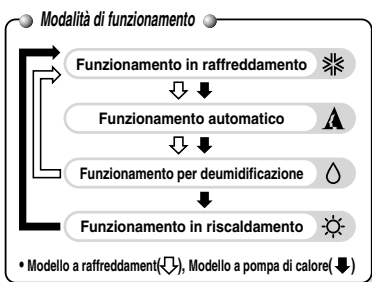 Modalità di funzionamento
Funzionamento in raffreddamento
Funzionamento automatico
Funzionamento per deumidificazione
Funzionamento in riscaldamento
• Modello a raffreddament(⇩), Modello a pompa di calore(⬇)